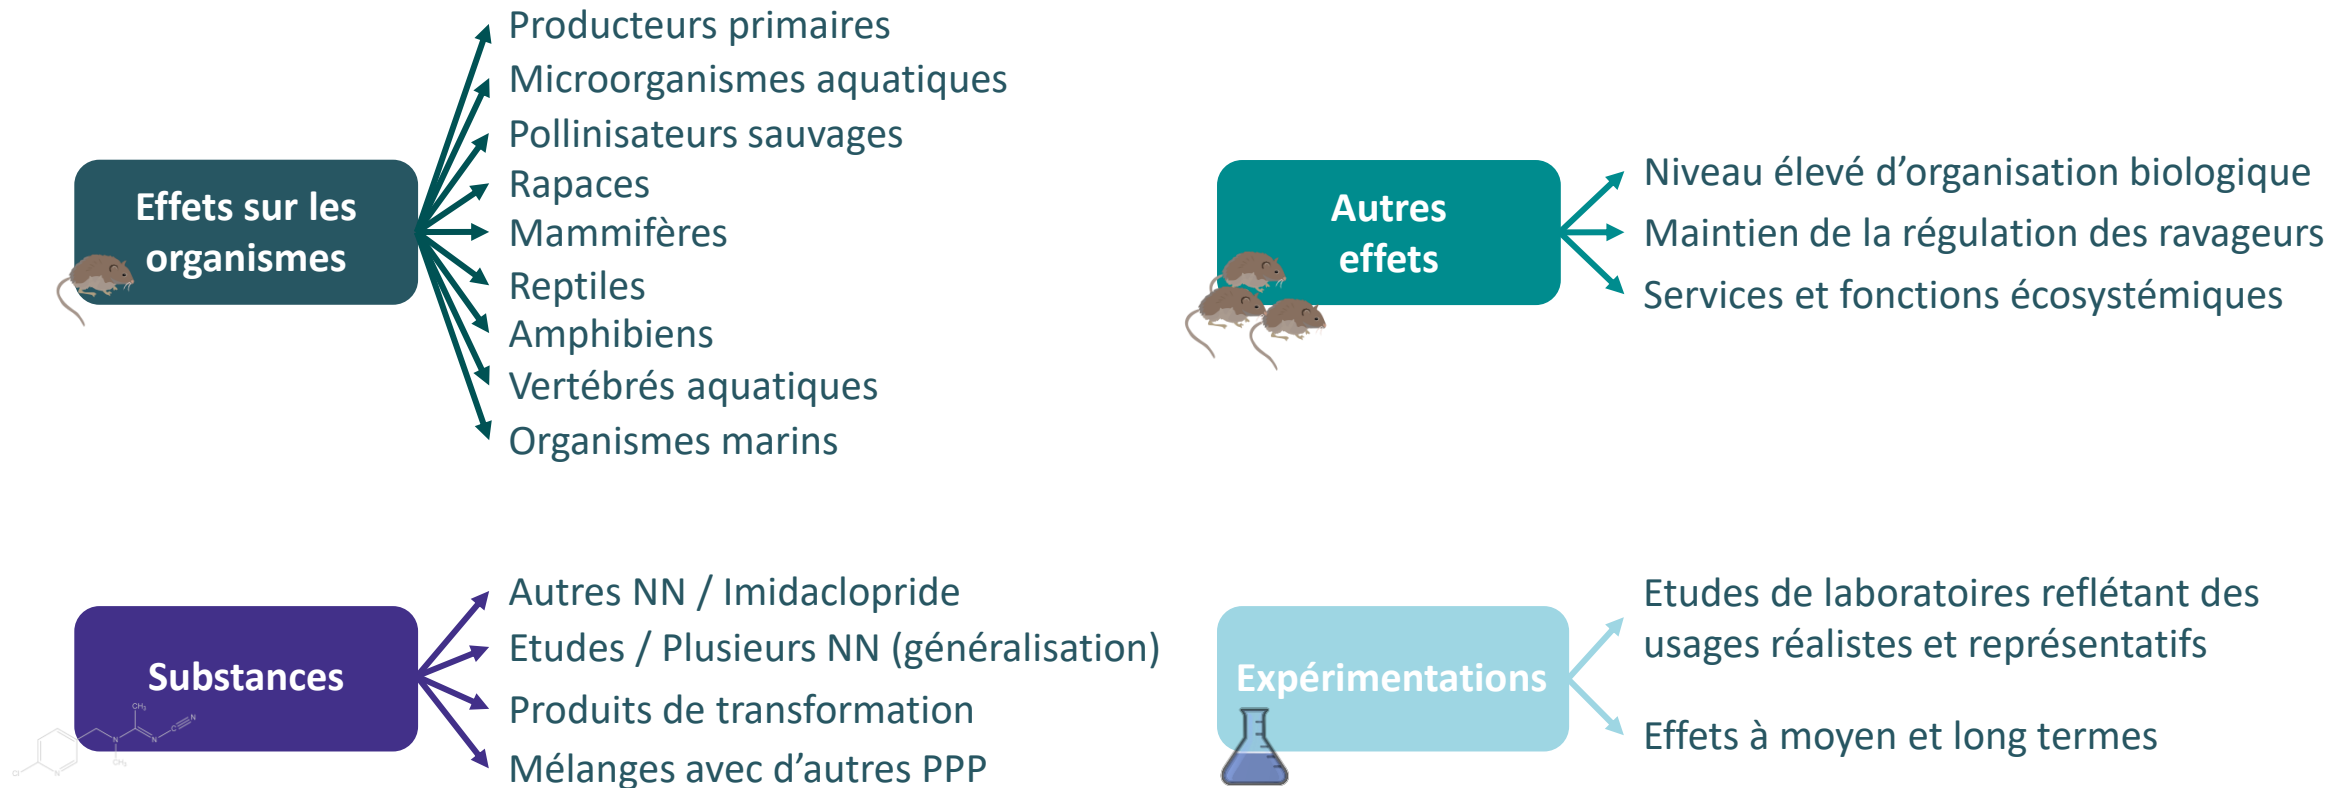 Effets sur les
organismes
Producteurs primaires
Microorganismes aquatiques
Pollinisateurs sauvages
Rapaces
Mammifères
Reptiles
Amphibiens
Vertébrés aquatiques
Organismes marins
Autres
effets
Niveau élevé d’organisation biologique
Maintien de la régulation des ravageurs
Services et fonctions écosystémiques
Substances
CH₃
N
C
N
N
CH₃
N
Cl
Autres NN / Imidaclopride
Etudes / Plusieurs NN (généralisation)
Produits de transformation
Mélanges avec d’autres PPP
Expérimentations
Etudes de laboratoires reflétant des
usages réalistes et représentatifs
Effets à moyen et long termes